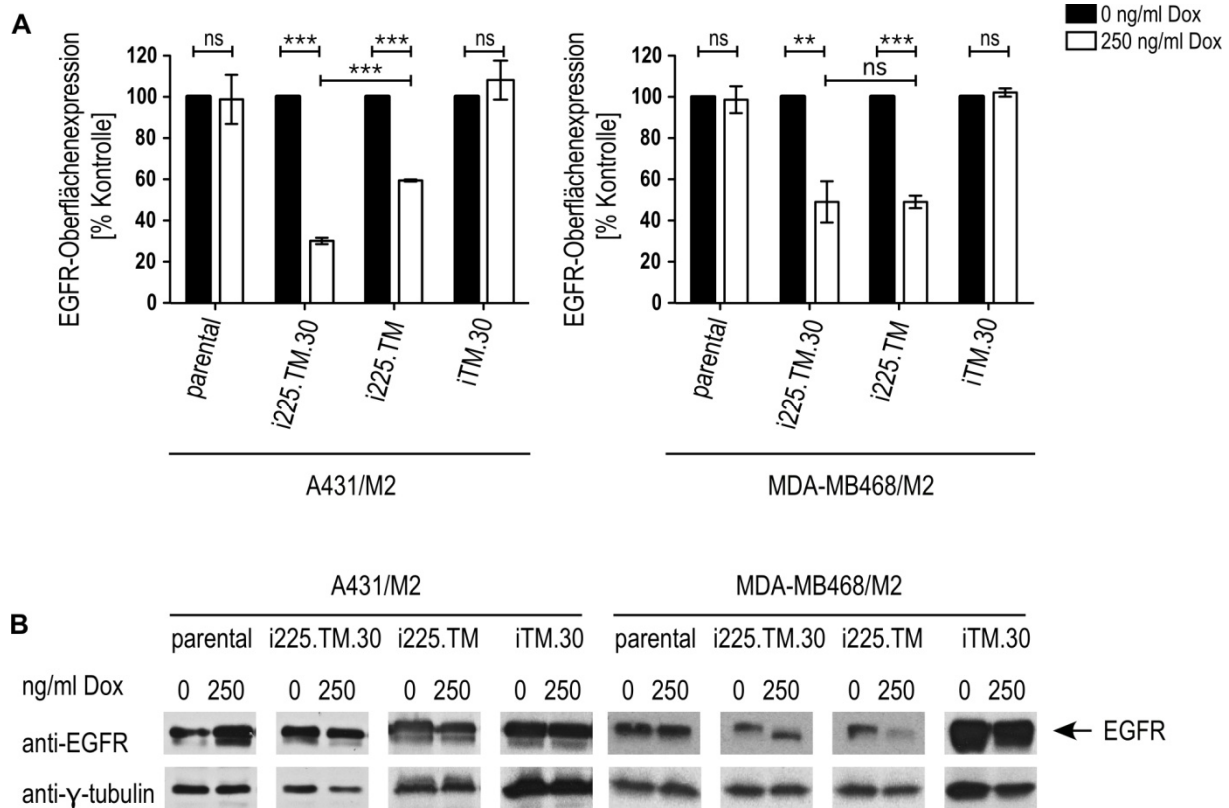 A
0 ng/ml Dox
250 ng/ml Dox
EGFR-Oberflächenexpression
[% Kontrolle]
120
100
80
60
40
20
0
ns
***
***
ns
***
parental
i225.TM.30
i225.TM
iTM.30
A431/M2
EGFR-Oberflächenexpression
[% Kontrolle]
120
100
80
60
40
20
0
ns
**
***
ns
ns
parental
i225.TM.30
i225.TM
iTM.30
MDA-MB468/M2
A431/M2 MDA-MB468/M2
B
parental i225.TM.30 i225.TM iTM.30 parental i225.TM.30 i225.TM iTM.30
ng/ml Dox 0 250 0 250 0 250 0 250 0 250 0 250 0 250 0 250
anti-EGFR EGFR
anti-γ-tubulin